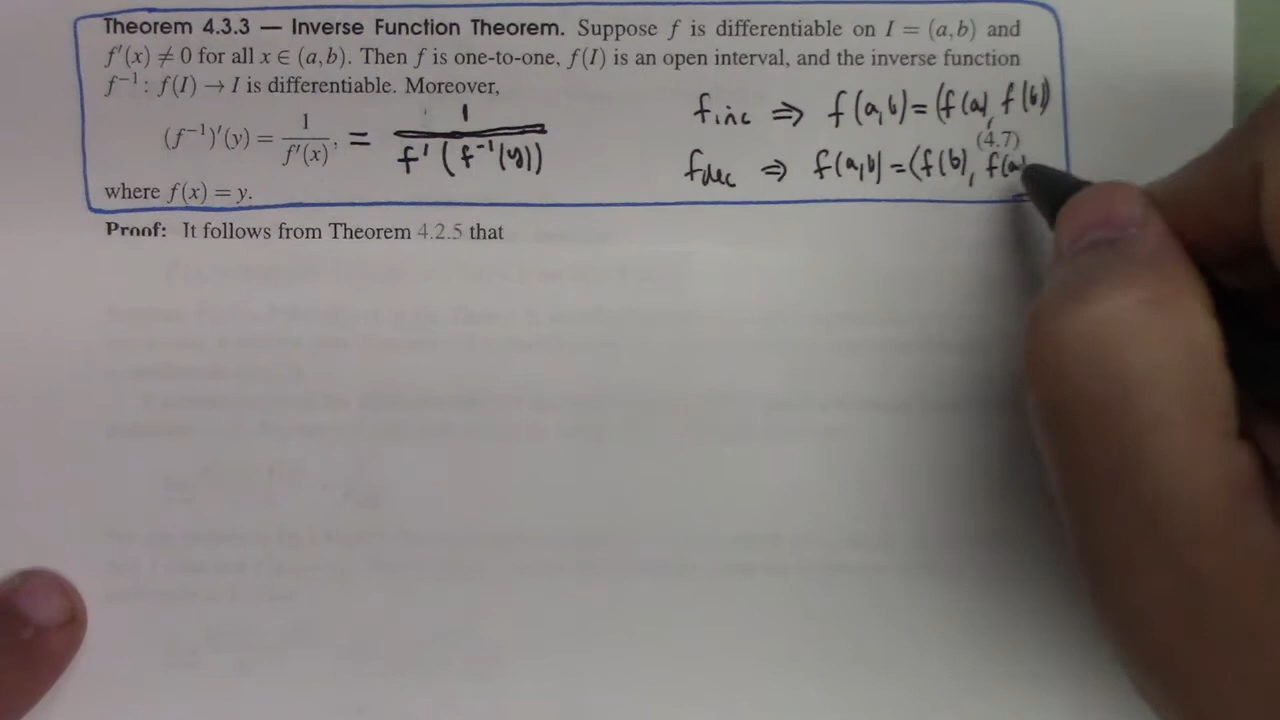 Theorem 4.3.3 — Inverse Function Theorem. Suppose f is differentiable on I = (a,b) and
f′(x) ≠ 0 for all x ∈ (a,b). Then f is one-to-one, f(I) is an open interval, and the inverse function
f⁻¹: f(I) → I is differentiable. Moreover,
f inc ⇒ f(a,b) = (f(a), f(b))
(f⁻¹)′(y) = 1/f′(x), = 1/f′(f⁻¹(y))
(4.7)
f dec ⇒ f(a,b) = (f(b), f(a)
where f(x) = y.
Proof: It follows from Theorem 4.2.5 that